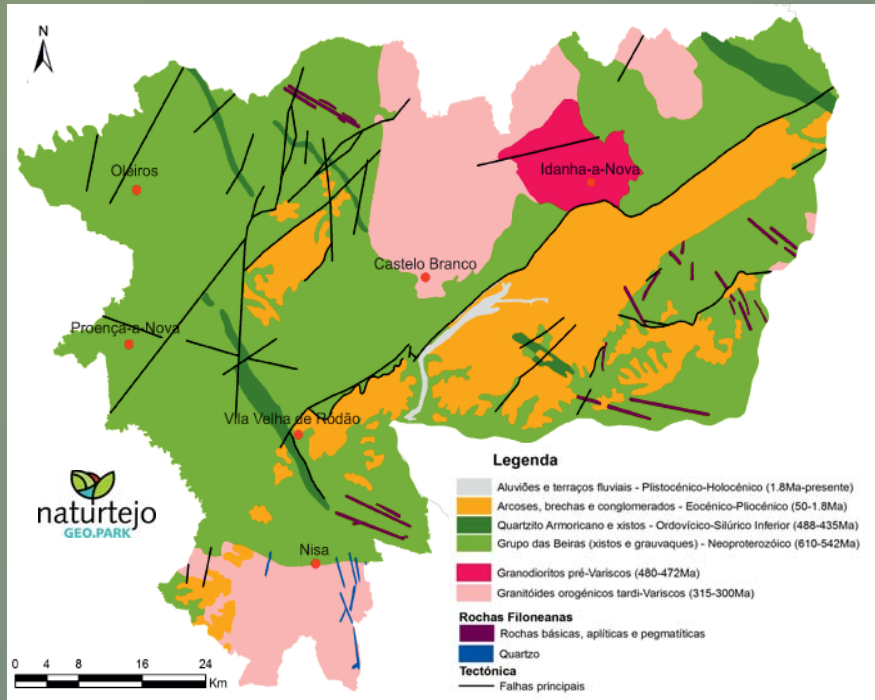 N
Oleiros
Idanha-a-Nova
Castelo Branco
Proença-a-Nova
Vila Velha de Ródão
Nisa
naturtejo
GEO.PARK
0 4 8 16 24
Km
Legenda
Aluviões e terraços fluviais - Plistocénico-Holocénico (1.8Ma-presente)
Arcoses, brechas e conglomerados - Eocénico-Pliocénico (50-1.8Ma)
Quartzito Armoricano e xistos - Ordovícico-Silúrico Inferior (488-435Ma)
Grupo das Beiras (xistos e grauvaques) - Neoproterozóico (610-542Ma)
Granodioritos pré-Variscos (480-472Ma)
Granitóides orogénicos tardi-Variscos (315-300Ma)
Rochas Filoneanas
Rochas básicas, aplíticas e pegmatíticas
Quartzo
Tectónica
Falhas principais